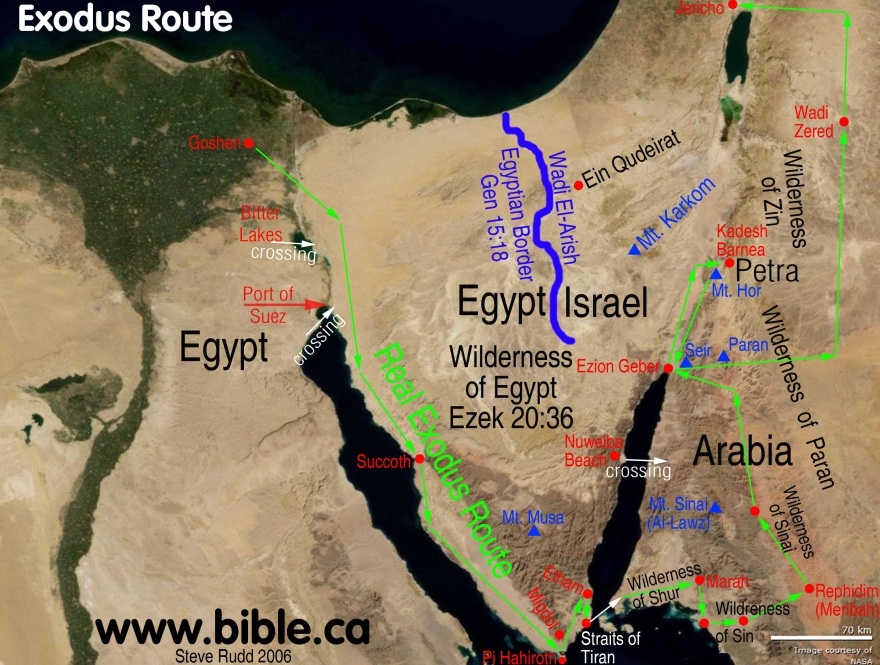 Exodus Route
Jericho
Goshen
Wadi
Zered
Ein Qudeirat
Wadi El-Arish
Egyptian Border
Gen 15:18
Wilderness
of Zin
Mt. Karkom
Bitter
Lakes
crossing
Kadesh
Barnea
Petra
Mt. Hor
Port of
Suez
crossing
Egypt
Egypt
Israel
Wilderness
of Egypt
Ezek 20:36
Ezion Geber
Seir
Paran
Wilderness of Paran
Real Exodus Route
Succoth
Nuweiba
Beach
crossing
Arabia
Mt. Musa
Mt. Sinai
(Al-Lawz)
Wilderness
of Sinai
Etham
Migdol
Pi Hahiroth
Straits of
Tiran
Wilderness
of Shur
Marah
Wildreness
of Sin
Rephidim
(Meribah)
www.bible.ca
Steve Rudd 2006
70 km
Image courtesy of
NASA